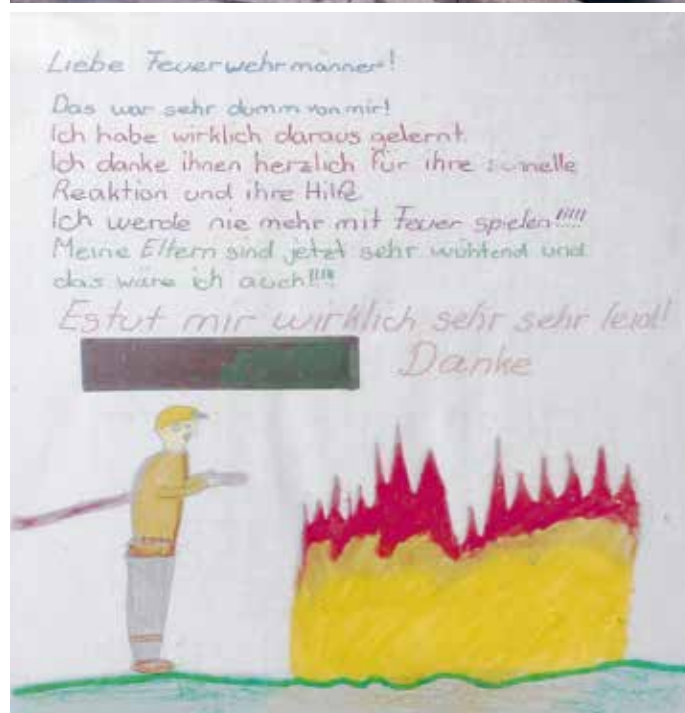 Liebe Feuerwehrmänner!
Das war sehr dumm von mir!
Ich habe wirklich daraus gelernt.
Ich danke ihnen herzlich für ihre
Reaktion und ihre Hilfe
Ich werde nie mehr mit Feuer spielen!!!!!
Meine Eltern sind jetzt sehr wühtend und
das wäre ich auch!!!!!
Es tut mir wirklich sehr sehr leid!
Danke